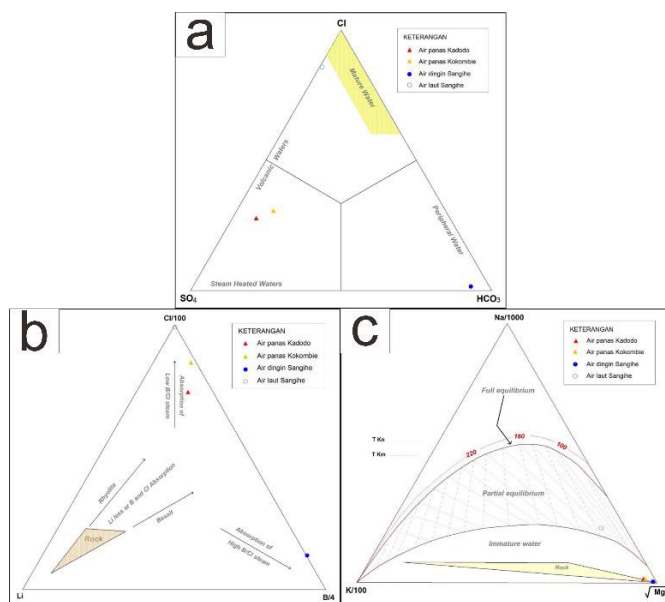 a
Cl
KETERANGAN
Air panas Kadodo
Air panas Kokombie
Air dingin Sangihe
Air laut Sangihe
Mature Water
Volcanic Waters
Peripheral Water
Steam Heated Waters
SO₄
HCO₃
b
Cl/100
KETERANGAN
Air panas Kadodo
Air panas Kokombie
Air dingin Sangihe
Air laut Sangihe
Absorption of
Low B/Cl steam
Rhyolite
Li loss or B and Cl Absorption
Basalt
Rock
Absorption of
High B/Cl steam
Li
B/4
c
Na/1000
KETERANGAN
Air panas Kadodo
Air panas Kokombie
Air dingin Sangihe
Air laut Sangihe
Full equilibrium
T Kn
T Km
220
160
100
Partial equilibrium
Immature water
Rock
K/100
√Mg